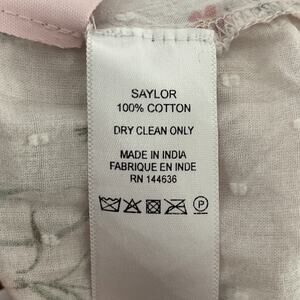 SAYLOR
100% COTTON
DRY CLEAN ONLY
MADE IN INDIA
FABRIQUE EN INDE
RN 144636
P